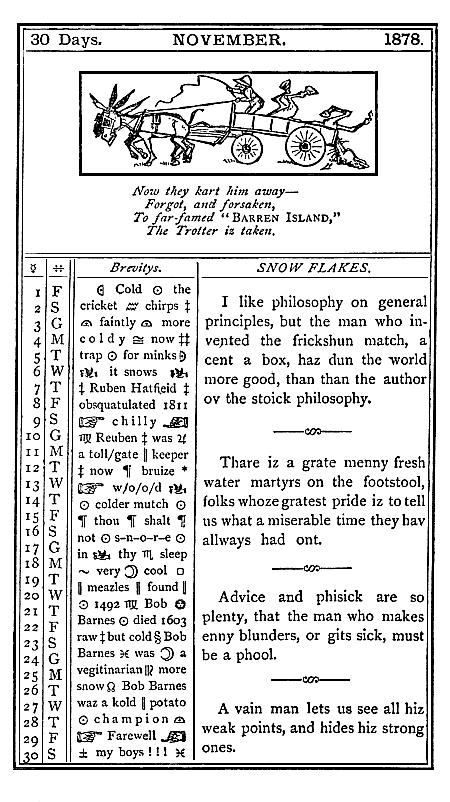 30 Days. NOVEMBER. 1878.
Now they kart him away—
Forgot, and forsaken,
To far-famed "BARREN ISLAND,"
The Trotter iz taken.
☿ Brevitys. SNOW FLAKES.
1 F
2 S
3 G
4 M
5 T
6 W
7 T
8 F
9 S
10 G
11 M
12 T
13 W
14 T
15 F
16 S
17 G
18 M
19 T
20 W
21 T
22 F
23 S
24 G
25 M
26 T
27 W
28 T
29 F
30 S
☾ Cold ⊙ the
cricket ♒ chirps ‡
faintly more
coldy now ‡‡
trap ⊙ for minks
it snows
‡ Ruben Hatfield ‡
obsquatulated 1811
☞ chilly ☜
♍ Reuben ‡ was ♃
a toll/gate ‖ keeper
‡ now ¶ bruize *
☞ w/o/o/d
⊙ colder mutch ⊙
¶ thou ¶ shalt ¶
not ⊙ s-n-o-r-e ⊙
in thy ♏ sleep
~ very ☽ cool □
‖ meazles ‖ found ‖
⊙ 1492 ♍ Bob
Barnes ⊙ died 1603
raw ‡ but cold § Bob
Barnes ♓ was ☽ a
vegitinarian more
snow ☊ Bob Barnes
waz a kold ‖ potato
⊙ champion
☞ Farewell ☜
± my boys ! ! ! ♓
I like philosophy on general
principles, but the man who in-
vented the frickshun match, a
cent a box, haz dun the world
more good, than than the author
ov the stoick philosophy.
Thare iz a grate menny fresh
water martyrs on the footstool,
folks whoze gratest pride iz to tell
us what a miserable time they hav
allways had ont.
Advice and phisick are so
plenty, that the man who makes
enny blunders, or gits sick, must
be a phool.
A vain man lets us see all hiz
weak points, and hides hiz strong
ones.